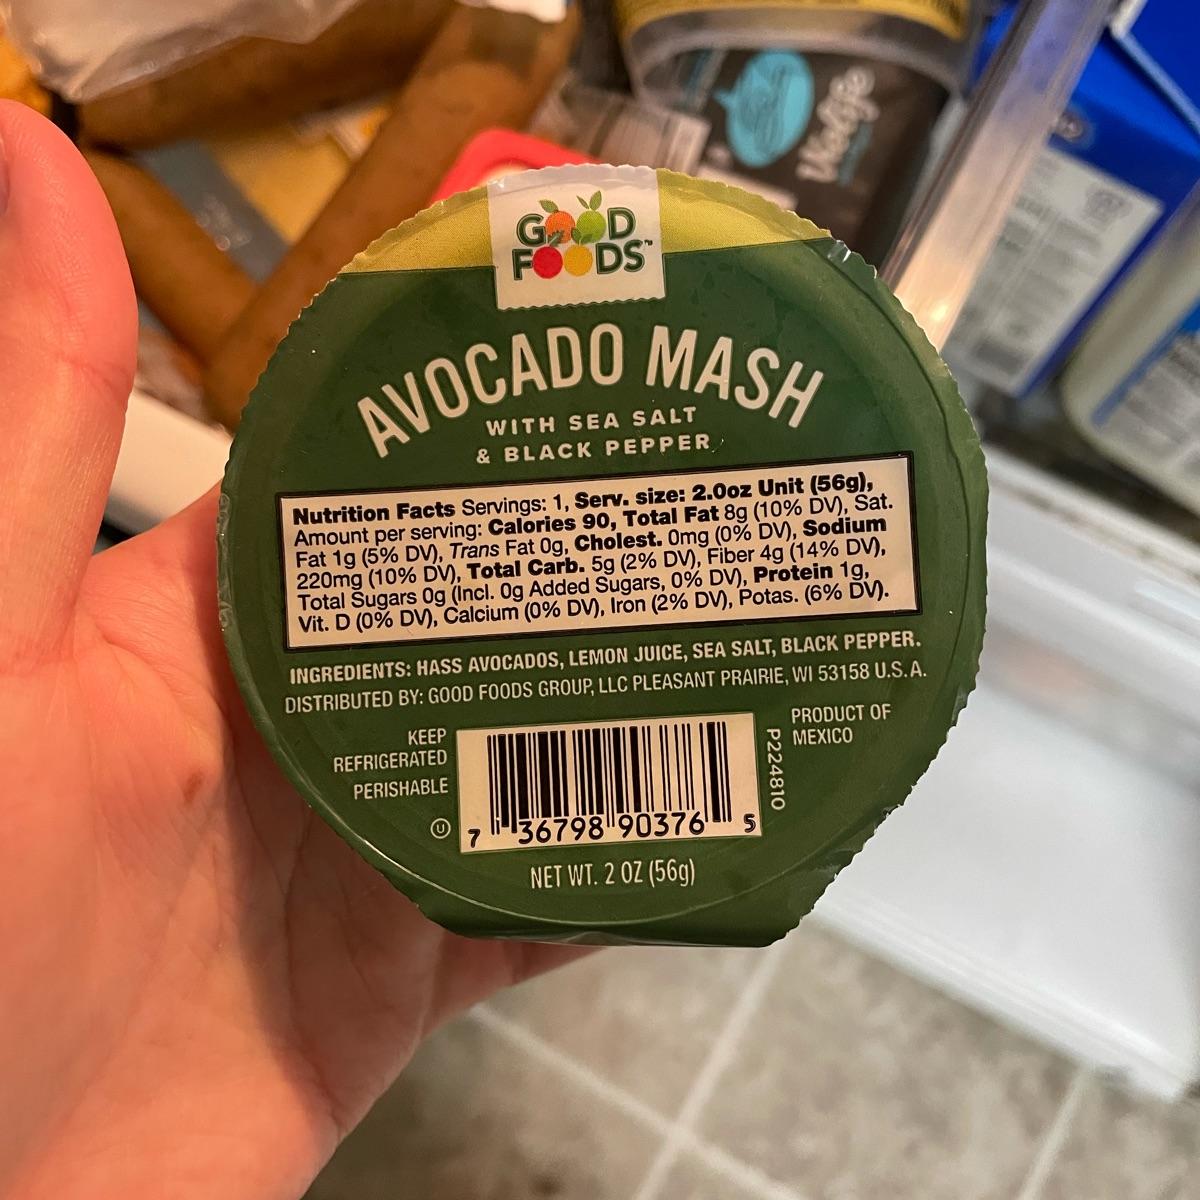 GOOD
FOODS™
AVOCADO MASH
WITH SEA SALT
& BLACK PEPPER
Nutrition Facts Servings: 1, Serv. size: 2.0oz Unit (56g),
Amount per serving: Calories 90, Total Fat 8g (10% DV), Sat.
Fat 1g (5% DV), Trans Fat 0g, Cholest. 0mg (0% DV), Sodium
220mg (10% DV), Total Carb. 5g (2% DV), Fiber 4g (14% DV),
Total Sugars 0g (Incl. 0g Added Sugars, 0% DV), Protein 1g,
Vit. D (0% DV), Calcium (0% DV), Iron (2% DV), Potas. (6% DV).
INGREDIENTS: HASS AVOCADOS, LEMON JUICE, SEA SALT, BLACK PEPPER.
DISTRIBUTED BY: GOOD FOODS GROUP, LLC PLEASANT PRAIRIE, WI 53158 U.S.A.
KEEP
REFRIGERATED
PERISHABLE
U
7 36798 90376 5
P224810
PRODUCT OF
MEXICO
NET WT. 2 OZ (56g)
Violife